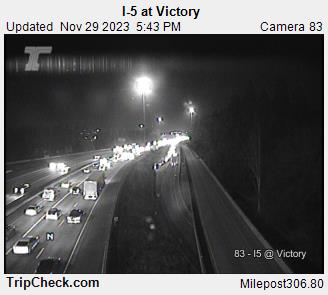 I-5 at Victory
Updated Nov 29 2023 5:43 PM Camera 83
T
N
83 - I5 @ Victory
TripCheck.com Milepost306.80